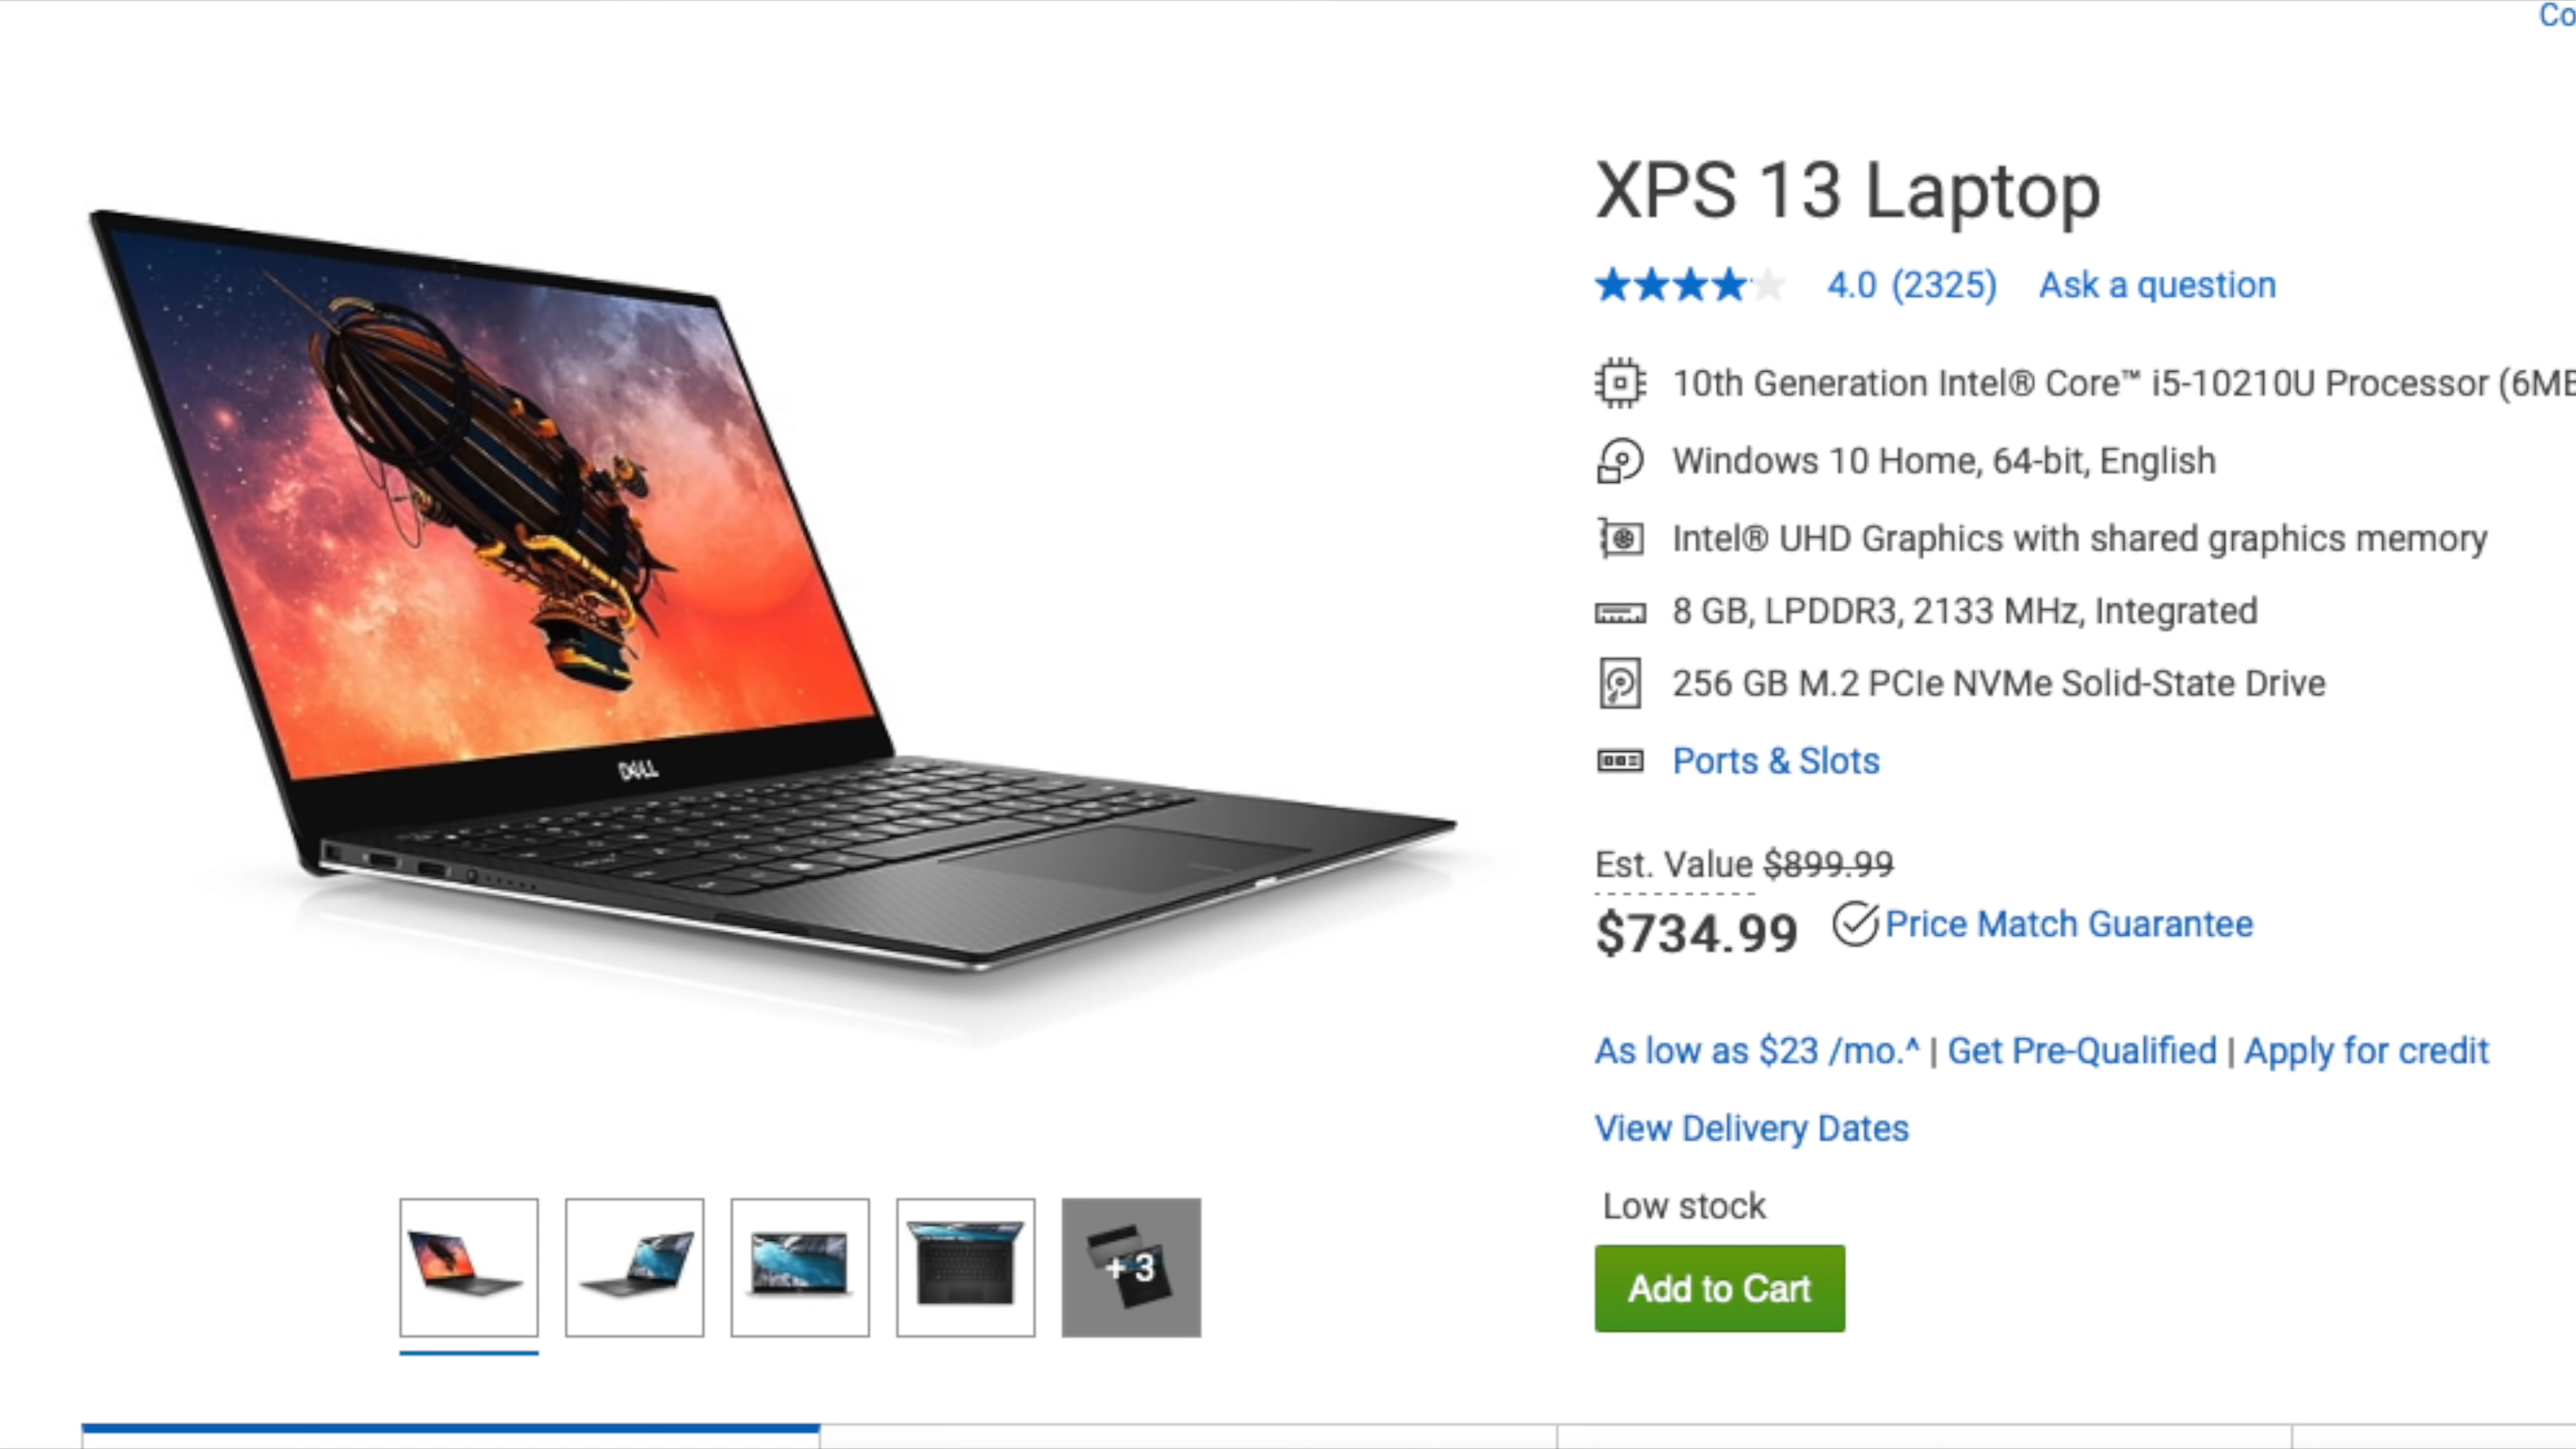 Co
XPS 13 Laptop
4.0 (2325) Ask a question
10th Generation Intel® Core™ i5-10210U Processor (6MB
Windows 10 Home, 64-bit, English
Intel® UHD Graphics with shared graphics memory
8 GB, LPDDR3, 2133 MHz, Integrated
256 GB M.2 PCIe NVMe Solid-State Drive
Ports & Slots
DELL
Est. Value $899.99
$734.99 Price Match Guarantee
As low as $23 /mo.^ | Get Pre-Qualified | Apply for credit
View Delivery Dates
Low stock
+ 3
Add to Cart